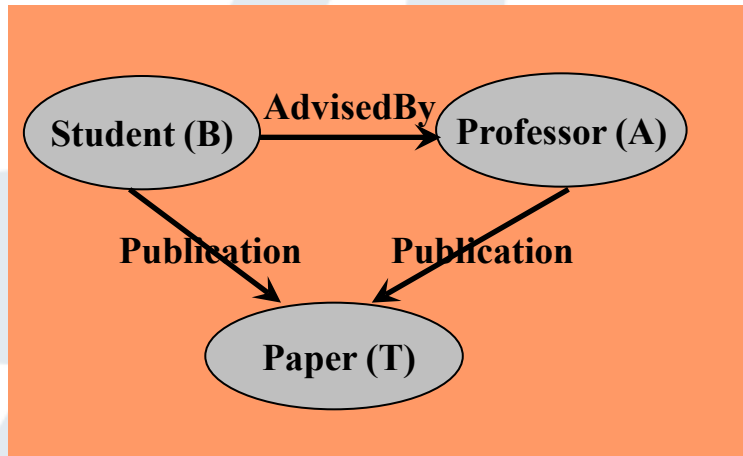 AdvisedBy
Student (B)
Professor (A)
Publication
Publication
Paper (T)